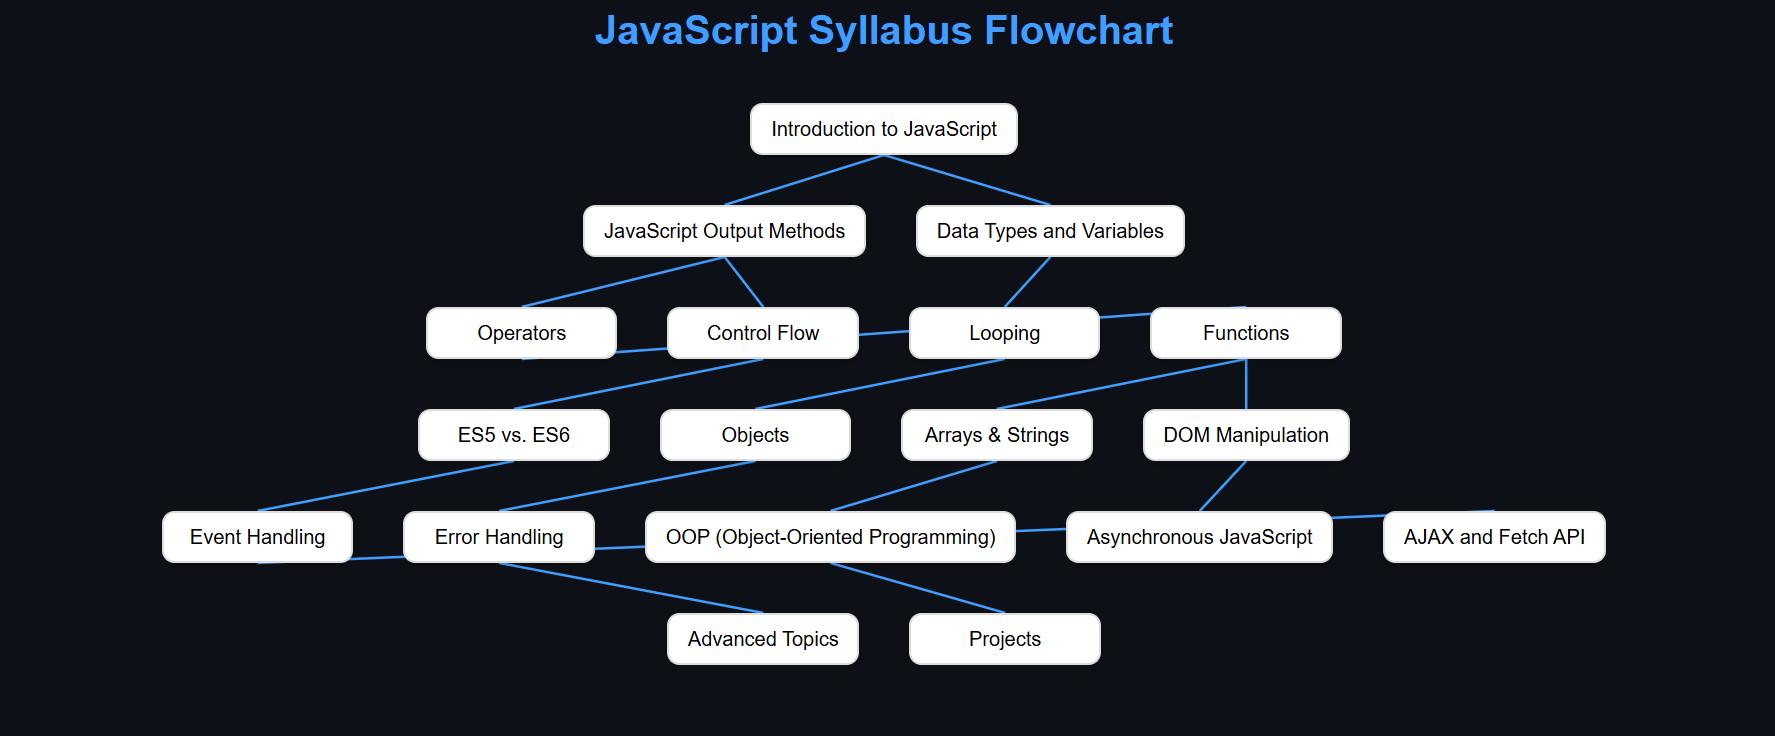 JavaScript Syllabus Flowchart
Introduction to JavaScript
JavaScript Output Methods
Data Types and Variables
Operators
Control Flow
Looping
Functions
ES5 vs. ES6
Objects
Arrays & Strings
DOM Manipulation
Event Handling
Error Handling
OOP (Object-Oriented Programming)
Asynchronous JavaScript
AJAX and Fetch API
Advanced Topics
Projects